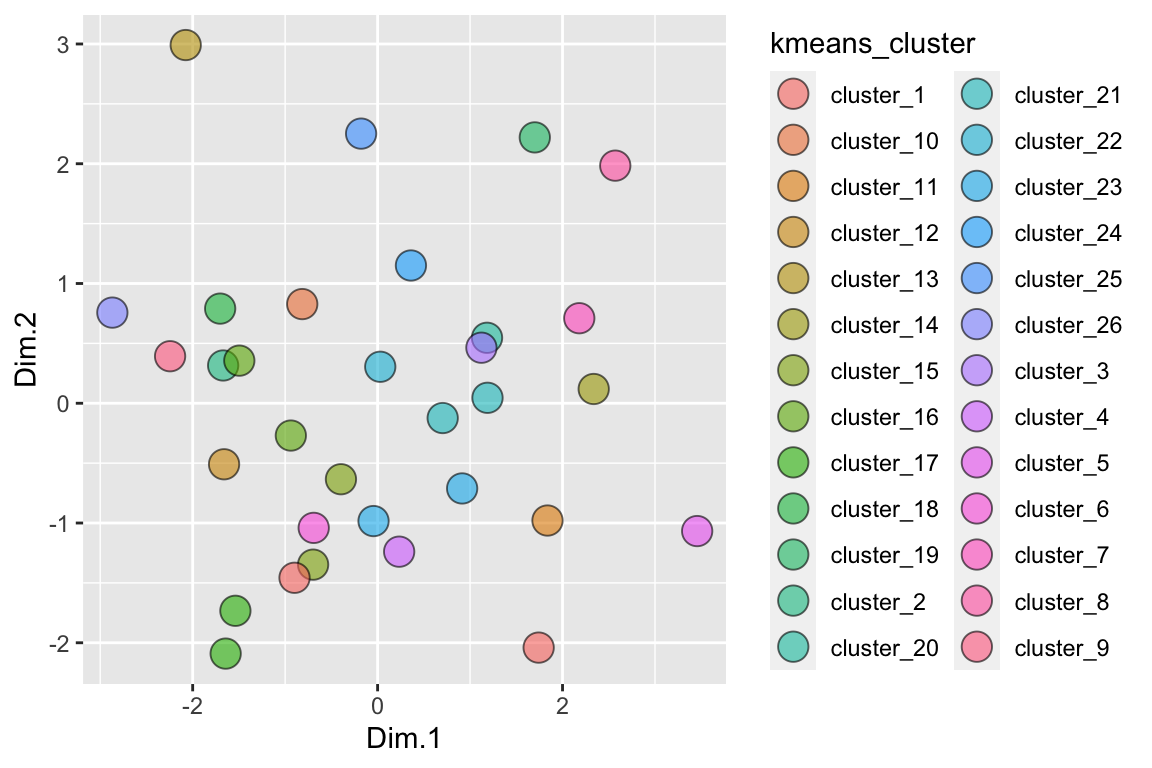 3
2
1
0
-1
-2
Dim.2
-2
0
2
Dim.1
kmeans_cluster
cluster_1
cluster_10
cluster_11
cluster_12
cluster_13
cluster_14
cluster_15
cluster_16
cluster_17
cluster_18
cluster_19
cluster_2
cluster_20
cluster_21
cluster_22
cluster_23
cluster_24
cluster_25
cluster_26
cluster_3
cluster_4
cluster_5
cluster_6
cluster_7
cluster_8
cluster_9